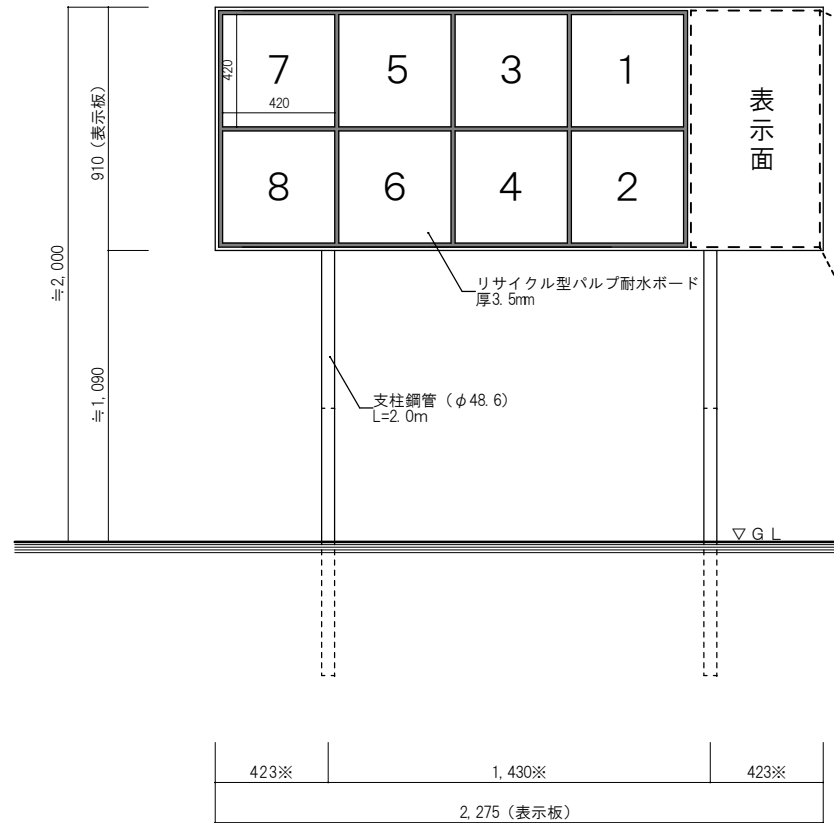 7 5 3 1
表示面
420
420
910 (表示板)
8 6 4 2
≒2,000
リサイクル型パルプ耐水ボード
厚3.5mm
≒1,090
支柱鋼管（φ48.6）
L=2.0m
▽ＧＬ
423※ 1,430※ 423※
2,275（表示板）